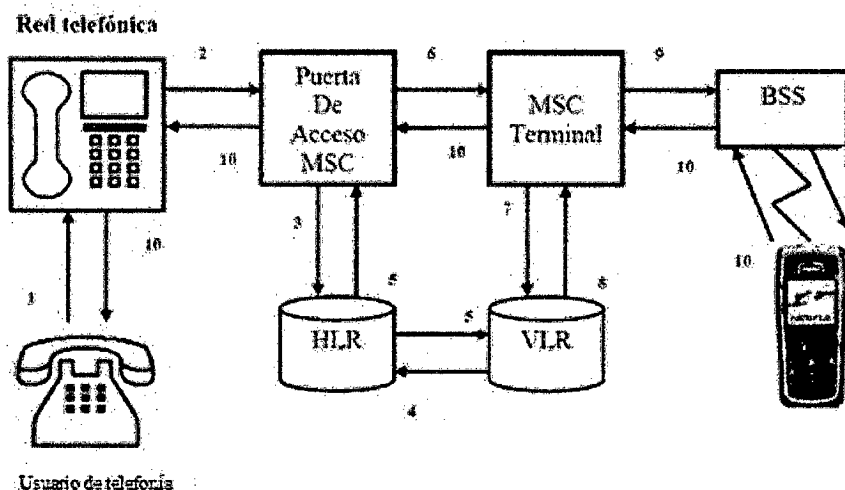 Red telefónica
2
6
9
Puerta
De
Acceso
MSC
MSC
Terminal
BSS
10
10
10
3
7
10
10
1
5
8
HLR
5
VLR
4
Usuario de telefonía